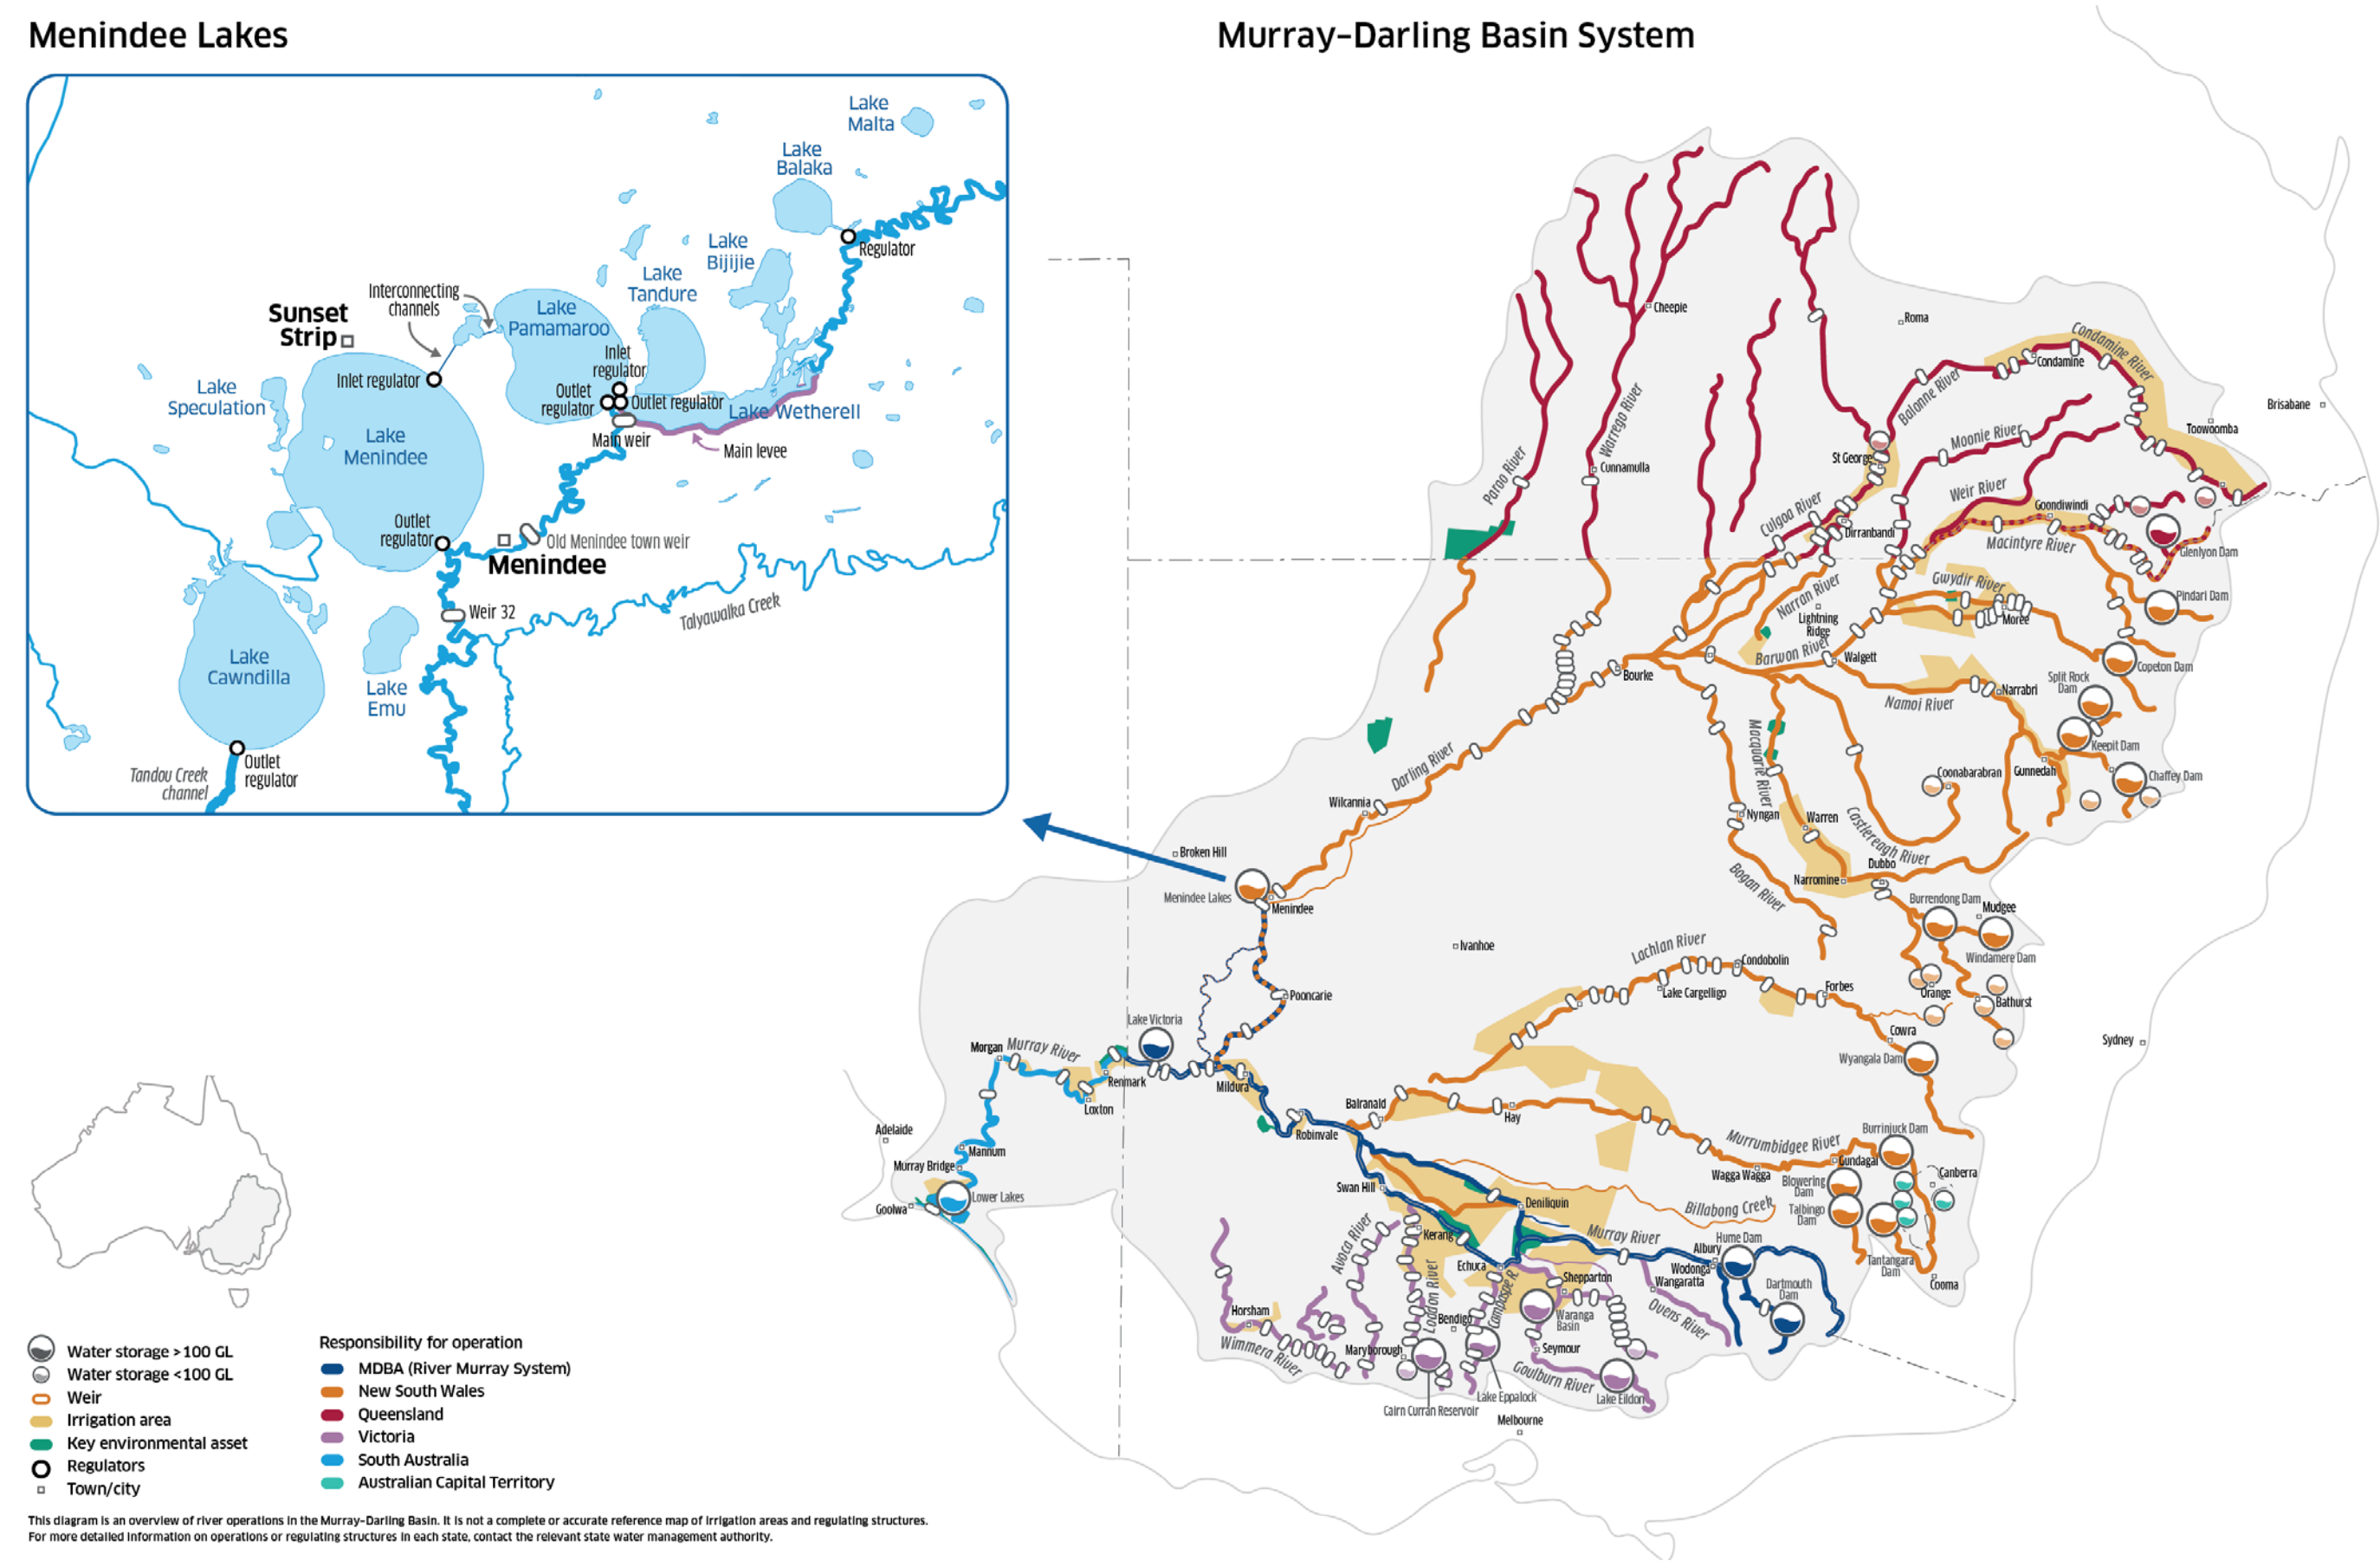 Menindee Lakes
Murray–Darling Basin System
Lake
Malta
Lake
Balaka
Regulator
Lake
Bijijie
Lake
Tandure
Interconnecting
channels
Lake
Pamamaroo
Sunset
Strip
Inlet
regulator
Inlet regulator
Outlet
regulator
Outlet regulator
Lake Wetherell
Lake
Speculation
Main weir
Main levee
Lake
Menindee
Outlet
regulator
Old Menindee town weir
Menindee
Weir 32
Talyawalka Creek
Lake
Cawndilla
Lake
Emu
Outlet
regulator
Tandou Creek
channel
Cheepie
Roma
Condamine River
Condamine
Balonne River
Brisbane
Toowoomba
Warrego River
Moonie River
St George
Paroo River
Cunnamulla
Weir River
Culgoa River
Goondiwindi
Dirranbandi
Macintyre River
Glenlyon Dam
Gwydir River
Narran River
Pindari Dam
Lightning
Ridge
Moree
Barwon River
Walgett
Copeton Dam
Bourke
Split Rock
Dam
Narrabri
Namoi River
Macquarie River
Keepit Dam
Darling River
Coonabarabran
Gunnedah
Chaffey Dam
Wilcannia
Nyngan
Warren
Castlereagh River
Broken Hill
Dubbo
Bogan River
Narromine
Menindee Lakes
Menindee
Burrendong Dam
Mudgee
Windamere Dam
Ivanhoe
Lachlan River
Condobolin
Pooncarie
Lake Cargelligo
Forbes
Orange
Bathurst
Lake Victoria
Cowra
Sydney
Morgan
Murray River
Wyangala Dam
Renmark
Mildura
Loxton
Balranald
Hay
Adelaide
Robinvale
Burrinjuck Dam
Mannum
Murrumbidgee River
Murray Bridge
Gundagai
Wagga Wagga
Canberra
Swan Hill
Blowering
Dam
Lower Lakes
Goolwa
Deniliquin
Billabong Creek
Talbingo
Dam
Avoca River
Kerang
Murray River
Albury
Hume Dam
Echuca
Wodonga
Tantangara
Dam
Shepparton
Wangaratta
Cooma
Loddon River
Campaspe R.
Dartmouth
Dam
Horsham
Bendigo
Waranga
Basin
Ovens River
Wimmera River
Maryborough
Seymour
Goulburn River
Lake Eppalock
Lake Eildon
Cairn Curran Reservoir
Melbourne
Water storage >100 GL
Water storage <100 GL
Weir
Irrigation area
Key environmental asset
Regulators
Town/city
Responsibility for operation
MDBA (River Murray System)
New South Wales
Queensland
Victoria
South Australia
Australian Capital Territory
This diagram is an overview of river operations in the Murray–Darling Basin. It is not a complete or accurate reference map of irrigation areas and regulating structures.
For more detailed information on operations or regulating structures in each state, contact the relevant state water management authority.